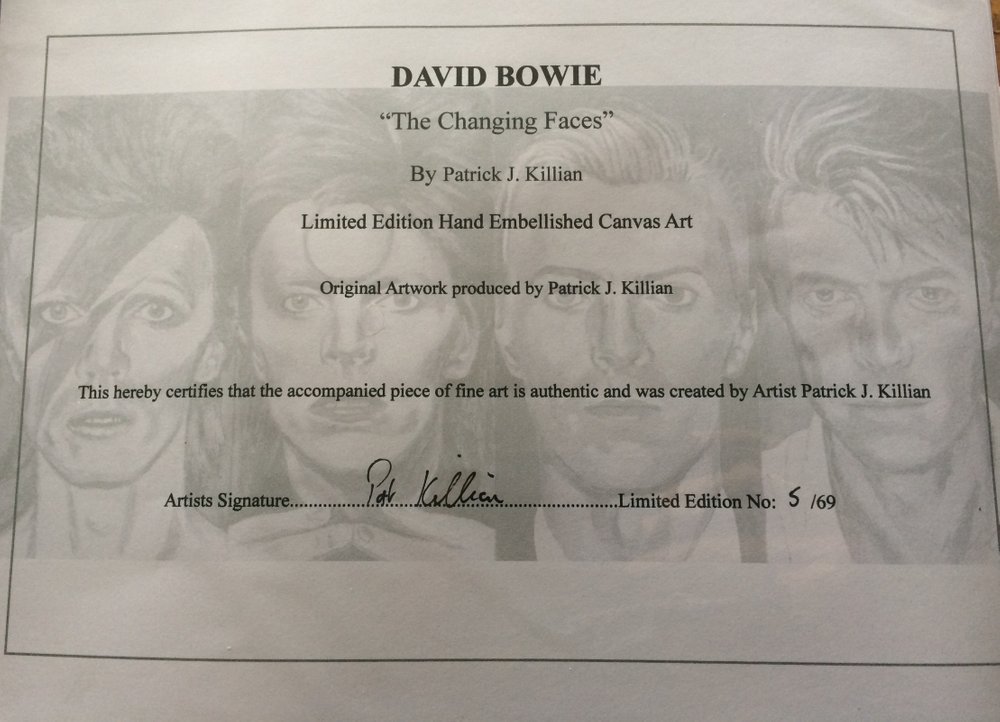 DAVID BOWIE
“The Changing Faces”
By Patrick J. Killian
Limited Edition Hand Embellished Canvas Art
Original Artwork produced by Patrick J. Killian
This hereby certifies that the accompanied piece of fine art is authentic and was created by Artist Patrick J. Killian
Artists Signature................Pat Killian........................Limited Edition No: 5 /69